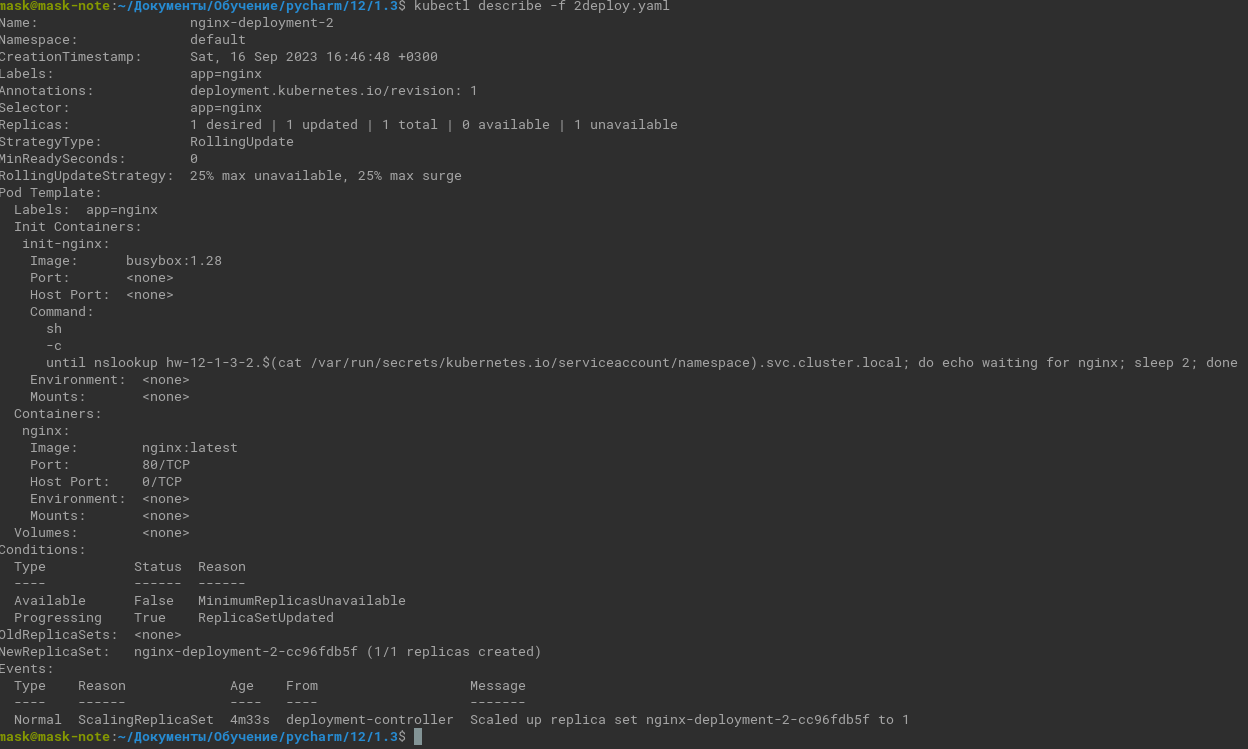 mask@mask-note:~/Документы/Обучение/pycharm/12/1.3$ kubectl describe -f 2deploy.yaml
Name:                   nginx-deployment-2
Namespace:              default
CreationTimestamp:      Sat, 16 Sep 2023 16:46:48 +0300
Labels:                 app=nginx
Annotations:            deployment.kubernetes.io/revision: 1
Selector:               app=nginx
Replicas:               1 desired | 1 updated | 1 total | 0 available | 1 unavailable
StrategyType:           RollingUpdate
MinReadySeconds:        0
RollingUpdateStrategy:  25% max unavailable, 25% max surge
Pod Template:
  Labels:  app=nginx
  Init Containers:
   init-nginx:
    Image:      busybox:1.28
    Port:       <none>
    Host Port:  <none>
    Command:
      sh
      -c
      until nslookup hw-12-1-3-2.$(cat /var/run/secrets/kubernetes.io/serviceaccount/namespace).svc.cluster.local; do echo waiting for nginx; sleep 2; done
    Environment:  <none>
    Mounts:       <none>
  Containers:
   nginx:
    Image:        nginx:latest
    Port:         80/TCP
    Host Port:    0/TCP
    Environment:  <none>
    Mounts:       <none>
  Volumes:        <none>
Conditions:
  Type           Status  Reason
  ----           ------  ------
  Available      False   MinimumReplicasUnavailable
  Progressing    True    ReplicaSetUpdated
OldReplicaSets:  <none>
NewReplicaSet:   nginx-deployment-2-cc96fdb5f (1/1 replicas created)
Events:
  Type    Reason             Age    From                   Message
  ----    ------             ----   ----                   -------
  Normal  ScalingReplicaSet  4m33s  deployment-controller  Scaled up replica set nginx-deployment-2-cc96fdb5f to 1
mask@mask-note:~/Документы/Обучение/pycharm/12/1.3$